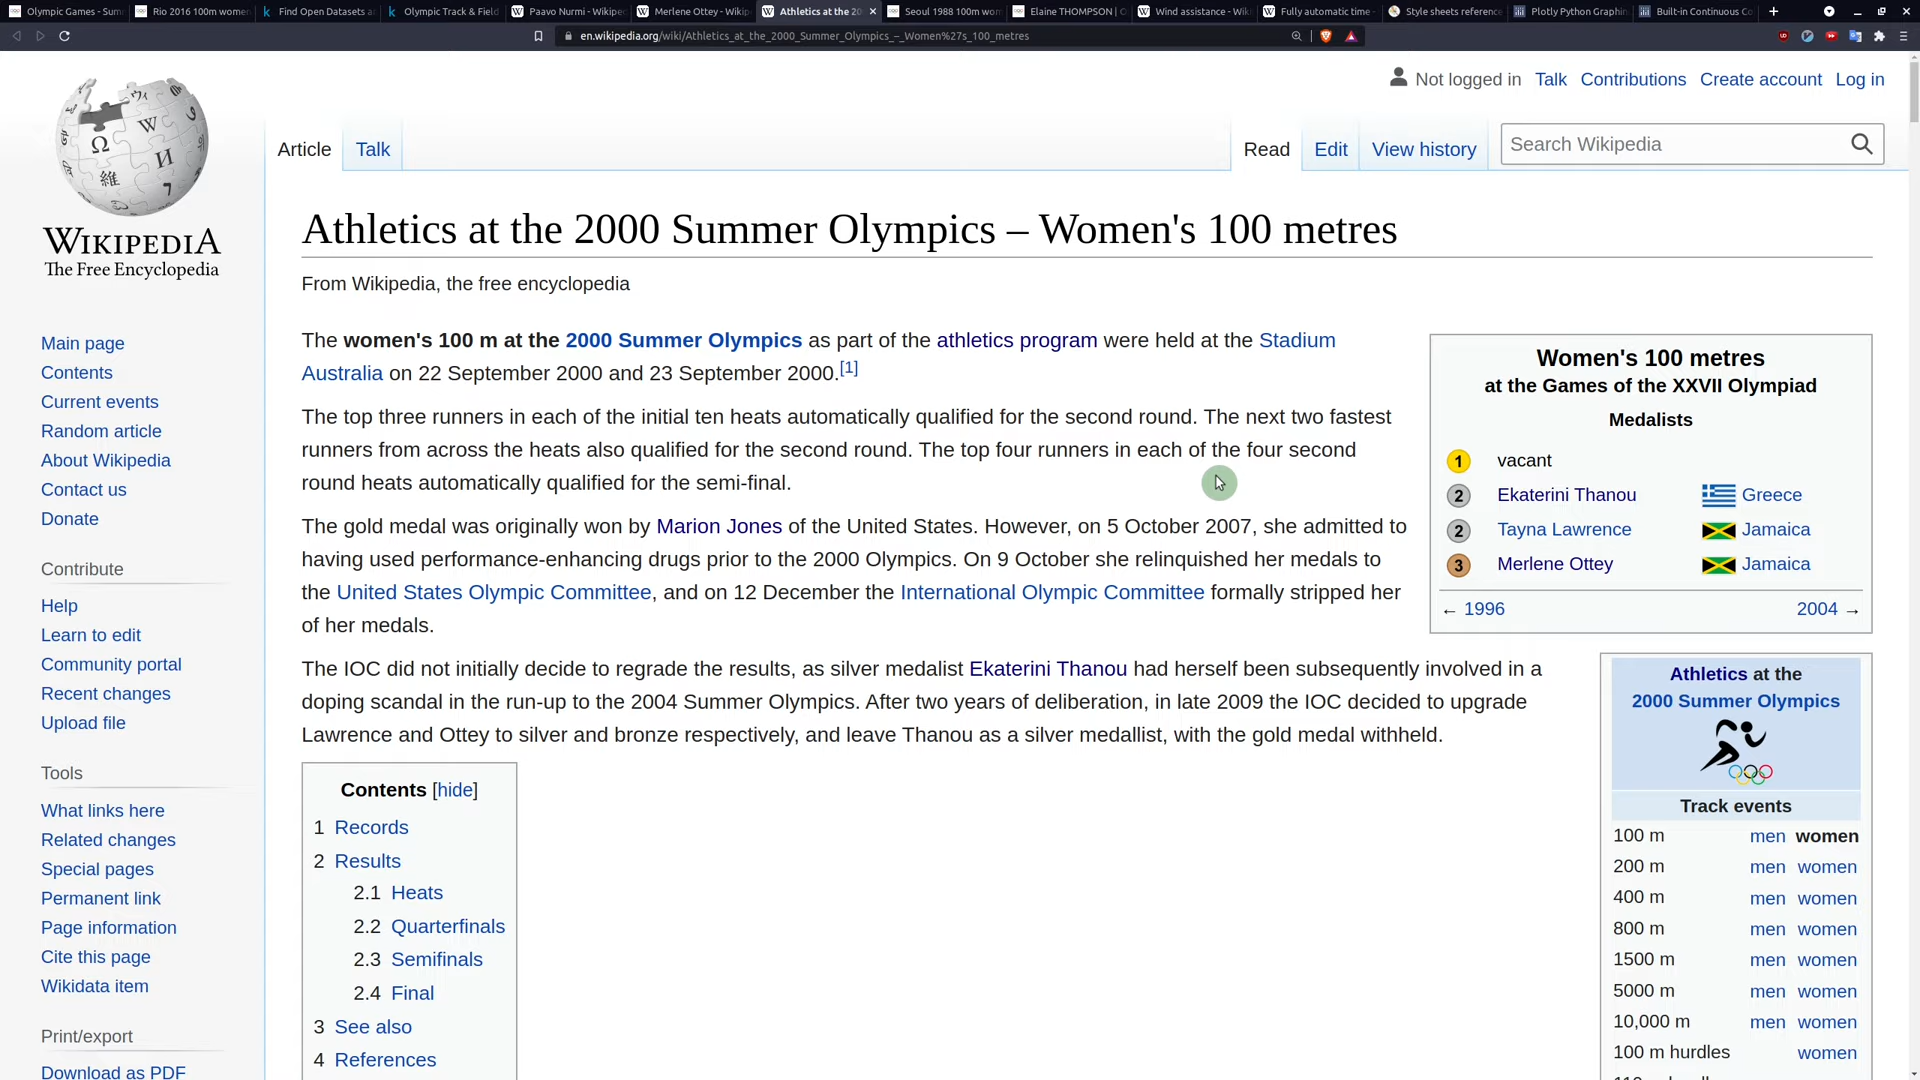 Olympic Games - Sum
Rio 2016 100m women
Find Open Datasets a
Olympic Track & Field
Paavo Nurmi - Wikipe
Merlene Ottey - Wikip
Athletics at the 20
Seoul 1988 100m wom
Elaine THOMPSON | O
Wind assistance - Wiki
Fully automatic time -
Style sheets reference
Plotly Python Graphin
Built-in Continuous Co
en.wikipedia.org/wiki/Athletics_at_the_2000_Summer_Olympics_–_Women%27s_100_metres
Not logged in Talk Contributions Create account Log in
Article Talk Read Edit View history Search Wikipedia
WIKIPEDIA
The Free Encyclopedia
Main page
Contents
Current events
Random article
About Wikipedia
Contact us
Donate
Contribute
Help
Learn to edit
Community portal
Recent changes
Upload file
Tools
What links here
Related changes
Special pages
Permanent link
Page information
Cite this page
Wikidata item
Print/export
Download as PDF
Athletics at the 2000 Summer Olympics – Women's 100 metres
From Wikipedia, the free encyclopedia
The women's 100 m at the 2000 Summer Olympics as part of the athletics program were held at the Stadium
Australia on 22 September 2000 and 23 September 2000.[1]
The top three runners in each of the initial ten heats automatically qualified for the second round. The next two fastest
runners from across the heats also qualified for the second round. The top four runners in each of the four second
round heats automatically qualified for the semi-final.
The gold medal was originally won by Marion Jones of the United States. However, on 5 October 2007, she admitted to
having used performance-enhancing drugs prior to the 2000 Olympics. On 9 October she relinquished her medals to
the United States Olympic Committee, and on 12 December the International Olympic Committee formally stripped her
of her medals.
The IOC did not initially decide to regrade the results, as silver medalist Ekaterini Thanou had herself been subsequently involved in a
doping scandal in the run-up to the 2004 Summer Olympics. After two years of deliberation, in late 2009 the IOC decided to upgrade
Lawrence and Ottey to silver and bronze respectively, and leave Thanou as a silver medallist, with the gold medal withheld.
Contents [hide]
1 Records
2 Results
2.1 Heats
2.2 Quarterfinals
2.3 Semifinals
2.4 Final
3 See also
4 References
Women's 100 metres
at the Games of the XXVII Olympiad
Medalists
1 vacant
2 Ekaterini Thanou Greece
2 Tayna Lawrence Jamaica
3 Merlene Ottey Jamaica
← 1996 2004 →
Athletics at the
2000 Summer Olympics
Track events
100 m men women
200 m men women
400 m men women
800 m men women
1500 m men women
5000 m men women
10,000 m men women
100 m hurdles women